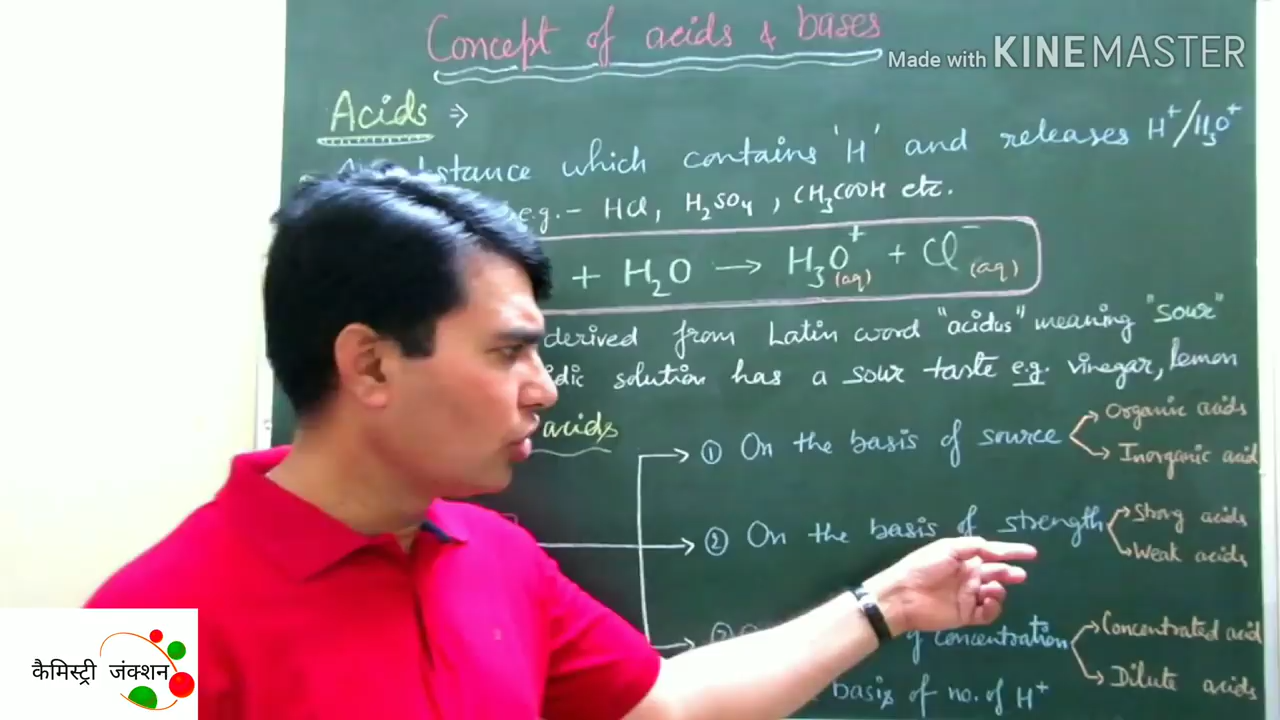 Concept of acids & bases
Made with KINEMASTER
Acids ⇒
which contains 'H' and releases H⁺/H₃O⁺
e.g.- HCl, H₂SO₄, CH₃COOH etc.
+ H₂O → H₃O⁺(aq) + Cl⁻(aq)
derived from Latin word "acidus" meaning "sour"
solution has a sour taste e.g. vinegar, lemon
acids
① On the basis of source
Organic acids
Inorganic acid
② On the basis of strength
Strong acids
Weak acids
concentration
Concentrated acid
Dilute acids
basis of no. of H⁺
कैमिस्ट्री जंक्शन